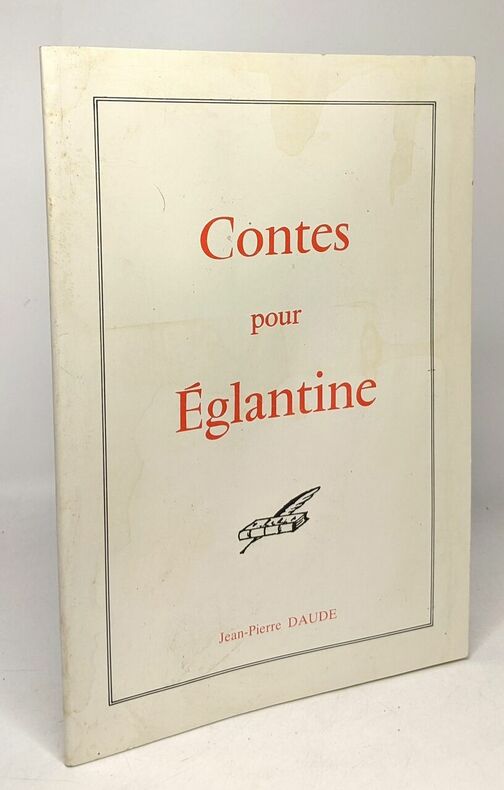 Contes
pour
Églantine
Jean-Pierre DAUDE